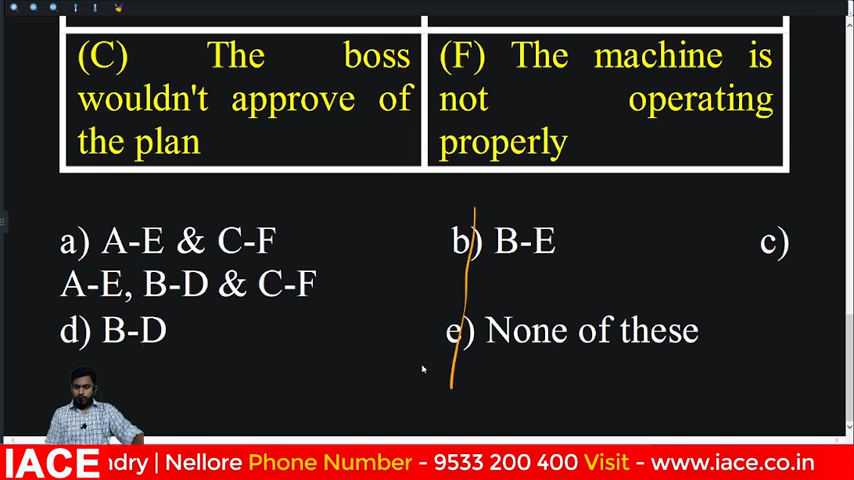 (C) The boss
wouldn't approve of
the plan
(F) The machine is
not operating
properly
a) A-E & C-F b) B-E c)
A-E, B-D & C-F
d) B-D e) None of these
IACE ndry | Nellore Phone Number - 9533 200 400 Visit - www.iace.co.in